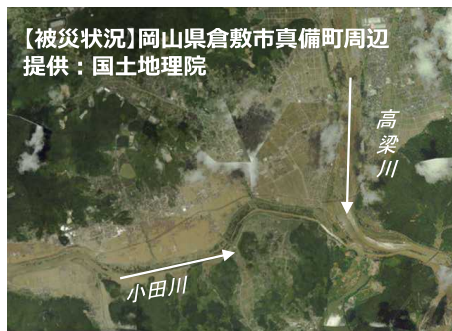 【被災状況】岡山県倉敷市真備町周辺
提供：国土地理院
高梁川
小田川